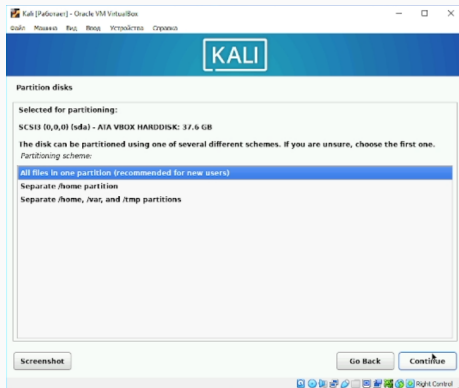 Kali [Работает] - Oracle VM VirtualBox
Файл Машина Вид Ввод Устройства Справка
KALI
Partition disks
Selected for partitioning:
SCSI3 (0,0,0) (sda) - ATA VBOX HARDDISK: 37.6 GB
The disk can be partitioned using one of several different schemes. If you are unsure, choose the first one.
Partitioning scheme:
All files in one partition (recommended for new users)
Separate /home partition
Separate /home, /var, and /tmp partitions
Screenshot Go Back Continue
Right Control